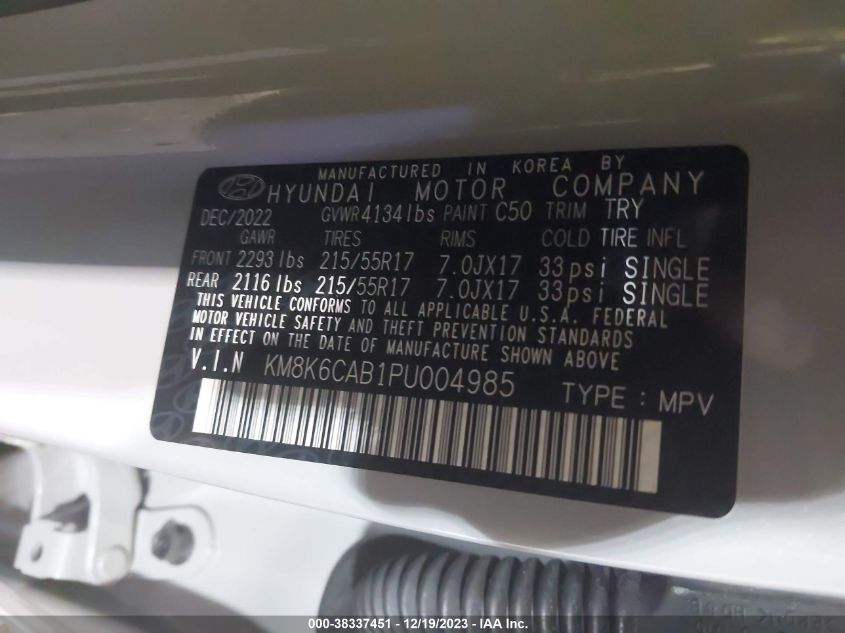 MANUFACTURED IN KOREA BY
HYUNDAI MOTOR COMPANY
DEC/2022 GVWR 4134 lbs PAINT C50 TRIM TRY
GAWR TIRES RIMS COLD TIRE INFL
FRONT 2293 lbs 215/55R17 7.0JX17 33psi SINGLE
REAR 2116 lbs 215/55R17 7.0JX17 33psi SINGLE
THIS VEHICLE CONFORMS TO ALL APPLICABLE U.S.A. FEDERAL
MOTOR VEHICLE SAFETY AND THEFT PREVENTION STANDARDS
IN EFFECT ON THE DATE OF MANUFACTURE SHOWN ABOVE
V.I.N KM8K6CAB1PU004985 TYPE : MPV
000-38337451 - 12/19/2023 - IAA Inc.